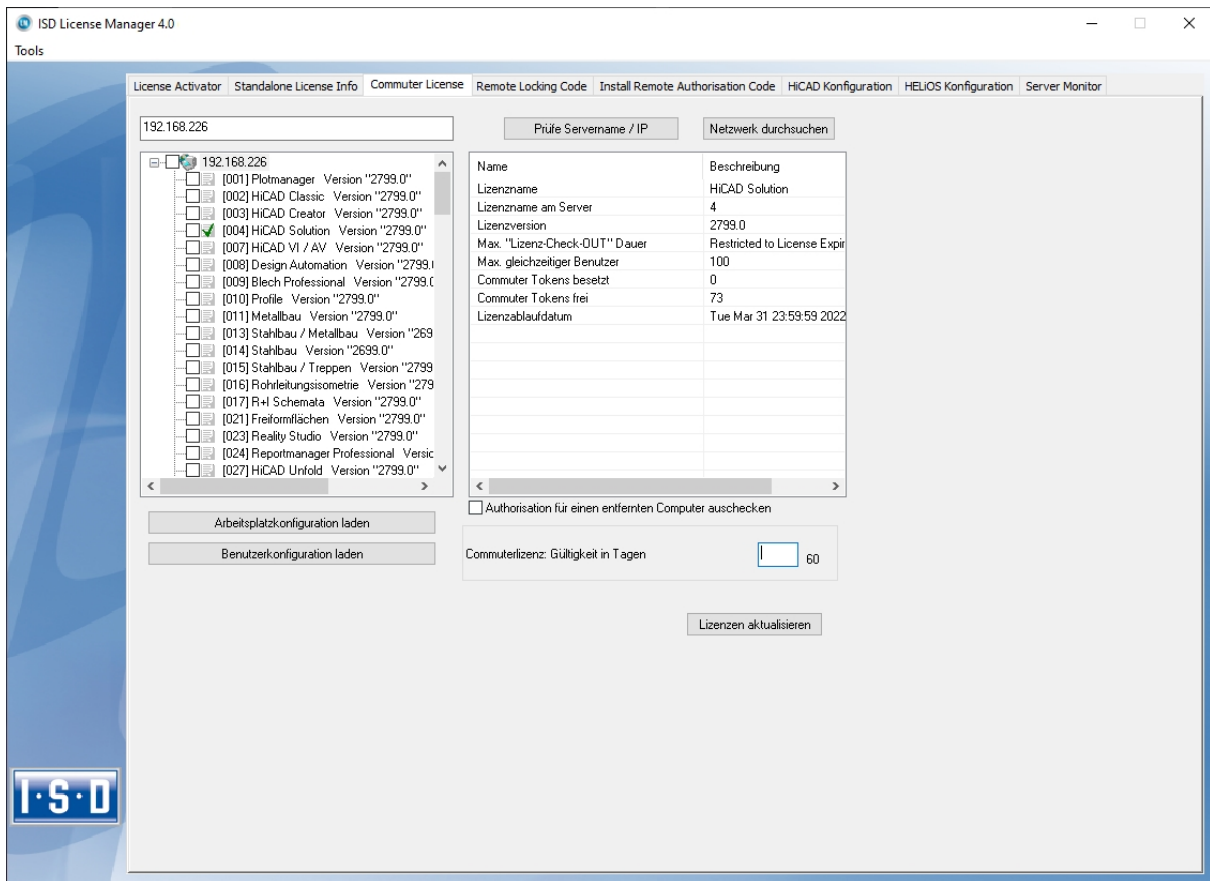 ISD License Manager 4.0
Tools
License Activator Standalone License Info Commuter License Remote Locking Code Install Remote Authorisation Code HiCAD Konfiguration HELiOS Konfiguration Server Monitor
192.168.226 Prüfe Servername / IP Netzwerk durchsuchen
192.168.226
[001] Plotmanager Version "2799.0"
[002] HiCAD Classic Version "2799.0"
[003] HiCAD Creator Version "2799.0"
[004] HiCAD Solution Version "2799.0"
[007] HiCAD VI / AV Version "2799.0"
[008] Design Automation Version "2799.
[009] Blech Professional Version "2799.0
[010] Profile Version "2799.0"
[011] Metallbau Version "2799.0"
[013] Stahlbau / Metallbau Version "269
[014] Stahlbau Version "2699.0"
[015] Stahlbau / Treppen Version "2799
[016] Rohrleitungsisometrie Version "279
[017] R+I Schemata Version "2799.0"
[021] Freiformflächen Version "2799.0"
[023] Reality Studio Version "2799.0"
[024] Reportmanager Professional Versic
[027] HiCAD Unfold Version "2799.0"
Name Beschreibung
Lizenzname HiCAD Solution
Lizenzname am Server 4
Lizenzversion 2799.0
Max. "Lizenz-Check-OUT" Dauer Restricted to License Expir
Max. gleichzeitiger Benutzer 100
Commuter Tokens besetzt 0
Commuter Tokens frei 73
Lizenzablaufdatum Tue Mar 31 23:59:59 2022
Arbeitsplatzkonfiguration laden
Benutzerkonfiguration laden
Authorisation für einen entfernten Computer auschecken
Commuterlizenz: Gültigkeit in Tagen 60
Lizenzen aktualisieren
I·S·D